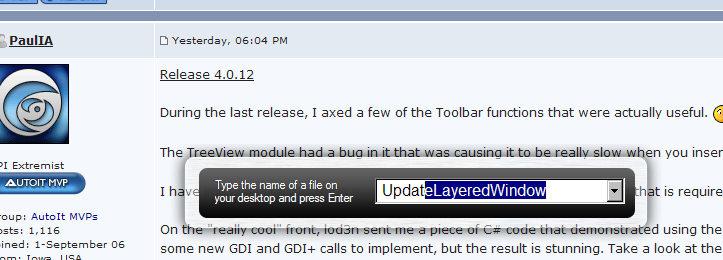 PaulIA
Yesterday, 06:04 PM
Release 4.0.12
During the last release, I axed a few of the Toolbar functions that were actually useful.
PI Extremist
AUTOIT MVP
The TreeView module had a bug in it that was causing it to be really slow when you inser
Type the name of a file on
your desktop and press Enter
UpdateLayeredWindow
I hav
that is require
roup: AutoIt MVPs
osts: 1,116
oined: 1-September 06
om: Iowa, USA
On the "really cool" front, lod3n sent me a piece of C# code that demonstrated using the
some new GDI and GDI+ calls to implement, but the result is stunning. Take a look at the